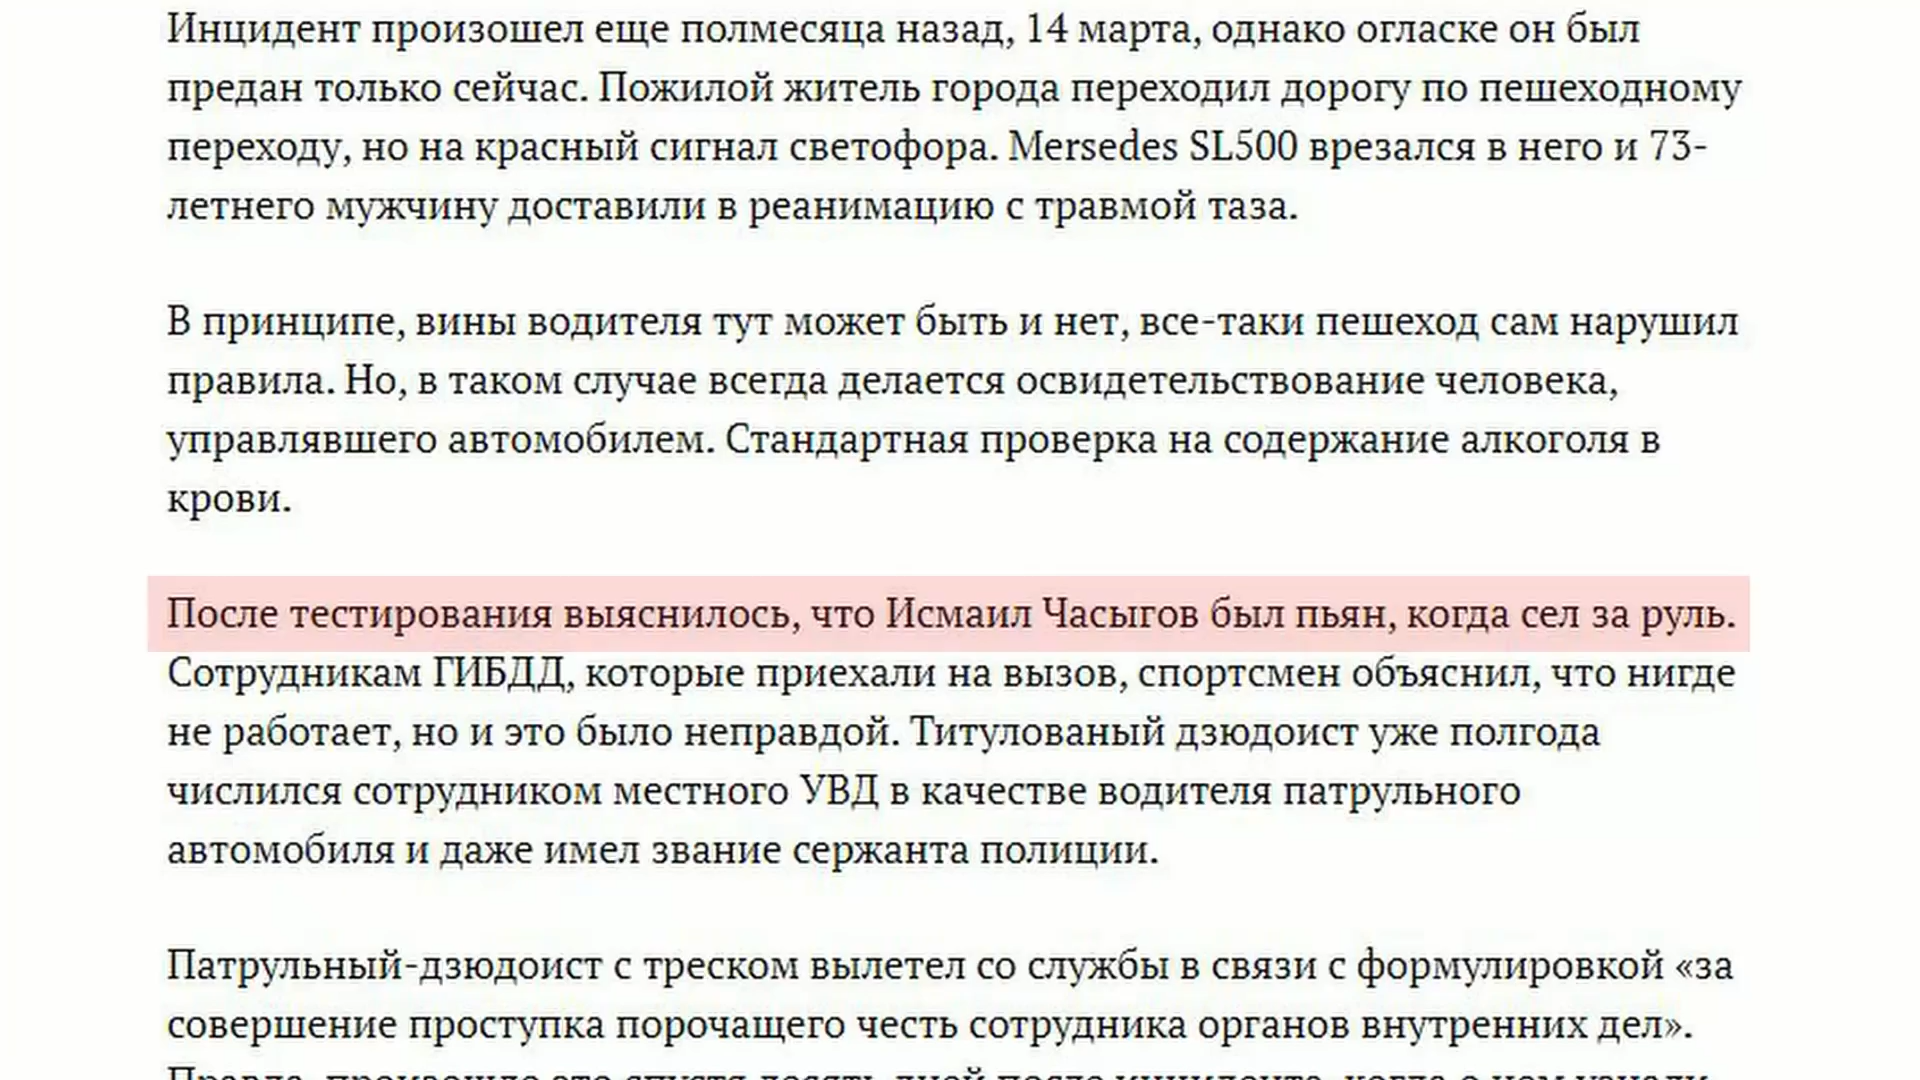 Инцидент произошел еще полмесяца назад, 14 марта, однако огласке он был
предан только сейчас. Пожилой житель города переходил дорогу по пешеходному
переходу, но на красный сигнал светофора. Mersedes SL500 врезался в него и 73-
летнего мужчину доставили в реанимацию с травмой таза.
В принципе, вины водителя тут может быть и нет, все-таки пешеход сам нарушил
правила. Но, в таком случае всегда делается освидетельствование человека,
управлявшего автомобилем. Стандартная проверка на содержание алкоголя в
крови.
После тестирования выяснилось, что Исмаил Часыгов был пьян, когда сел за руль.
Сотрудникам ГИБДД, которые приехали на вызов, спортсмен объяснил, что нигде
не работает, но и это было неправдой. Титулованый дзюдоист уже полгода
числился сотрудником местного УВД в качестве водителя патрульного
автомобиля и даже имел звание сержанта полиции.
Патрульный-дзюдоист с треском вылетел со службы в связи с формулировкой «за
совершение проступка порочащего честь сотрудника органов внутренних дел».